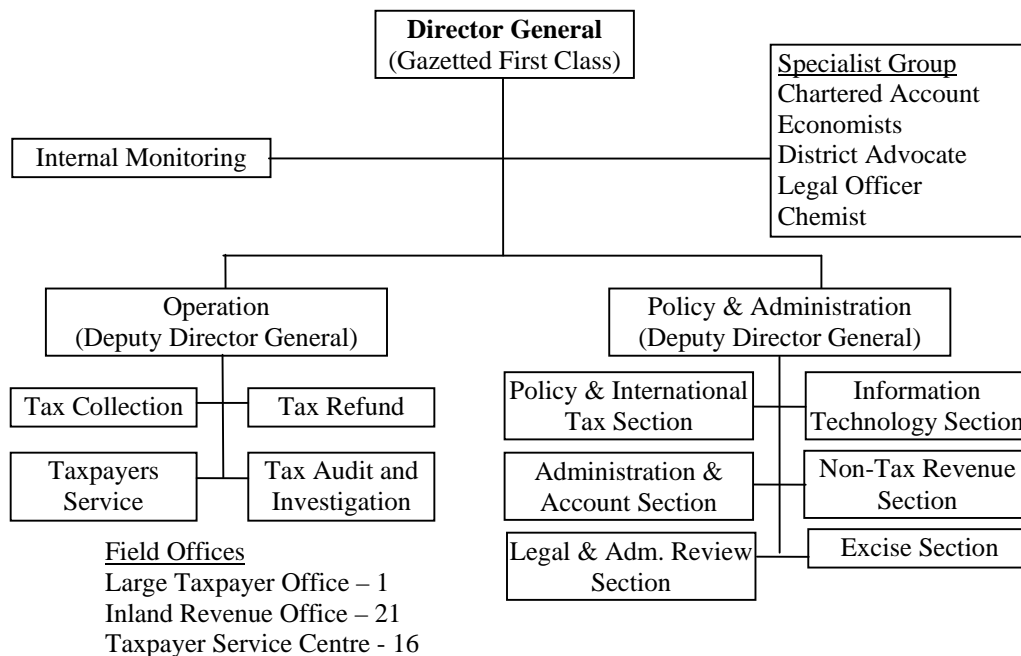 Director General
(Gazetted First Class)
Specialist Group
Chartered Account
Economists
District Advocate
Legal Officer
Chemist
Internal Monitoring
Operation
(Deputy Director General)
Policy & Administration
(Deputy Director General)
Tax Collection
Tax Refund
Taxpayers
Service
Tax Audit and
Investigation
Policy & International
Tax Section
Information
Technology Section
Administration &
Account Section
Non-Tax Revenue
Section
Legal & Adm. Review
Section
Excise Section
Field Offices
Large Taxpayer Office – 1
Inland Revenue Office – 21
Taxpayer Service Centre - 16